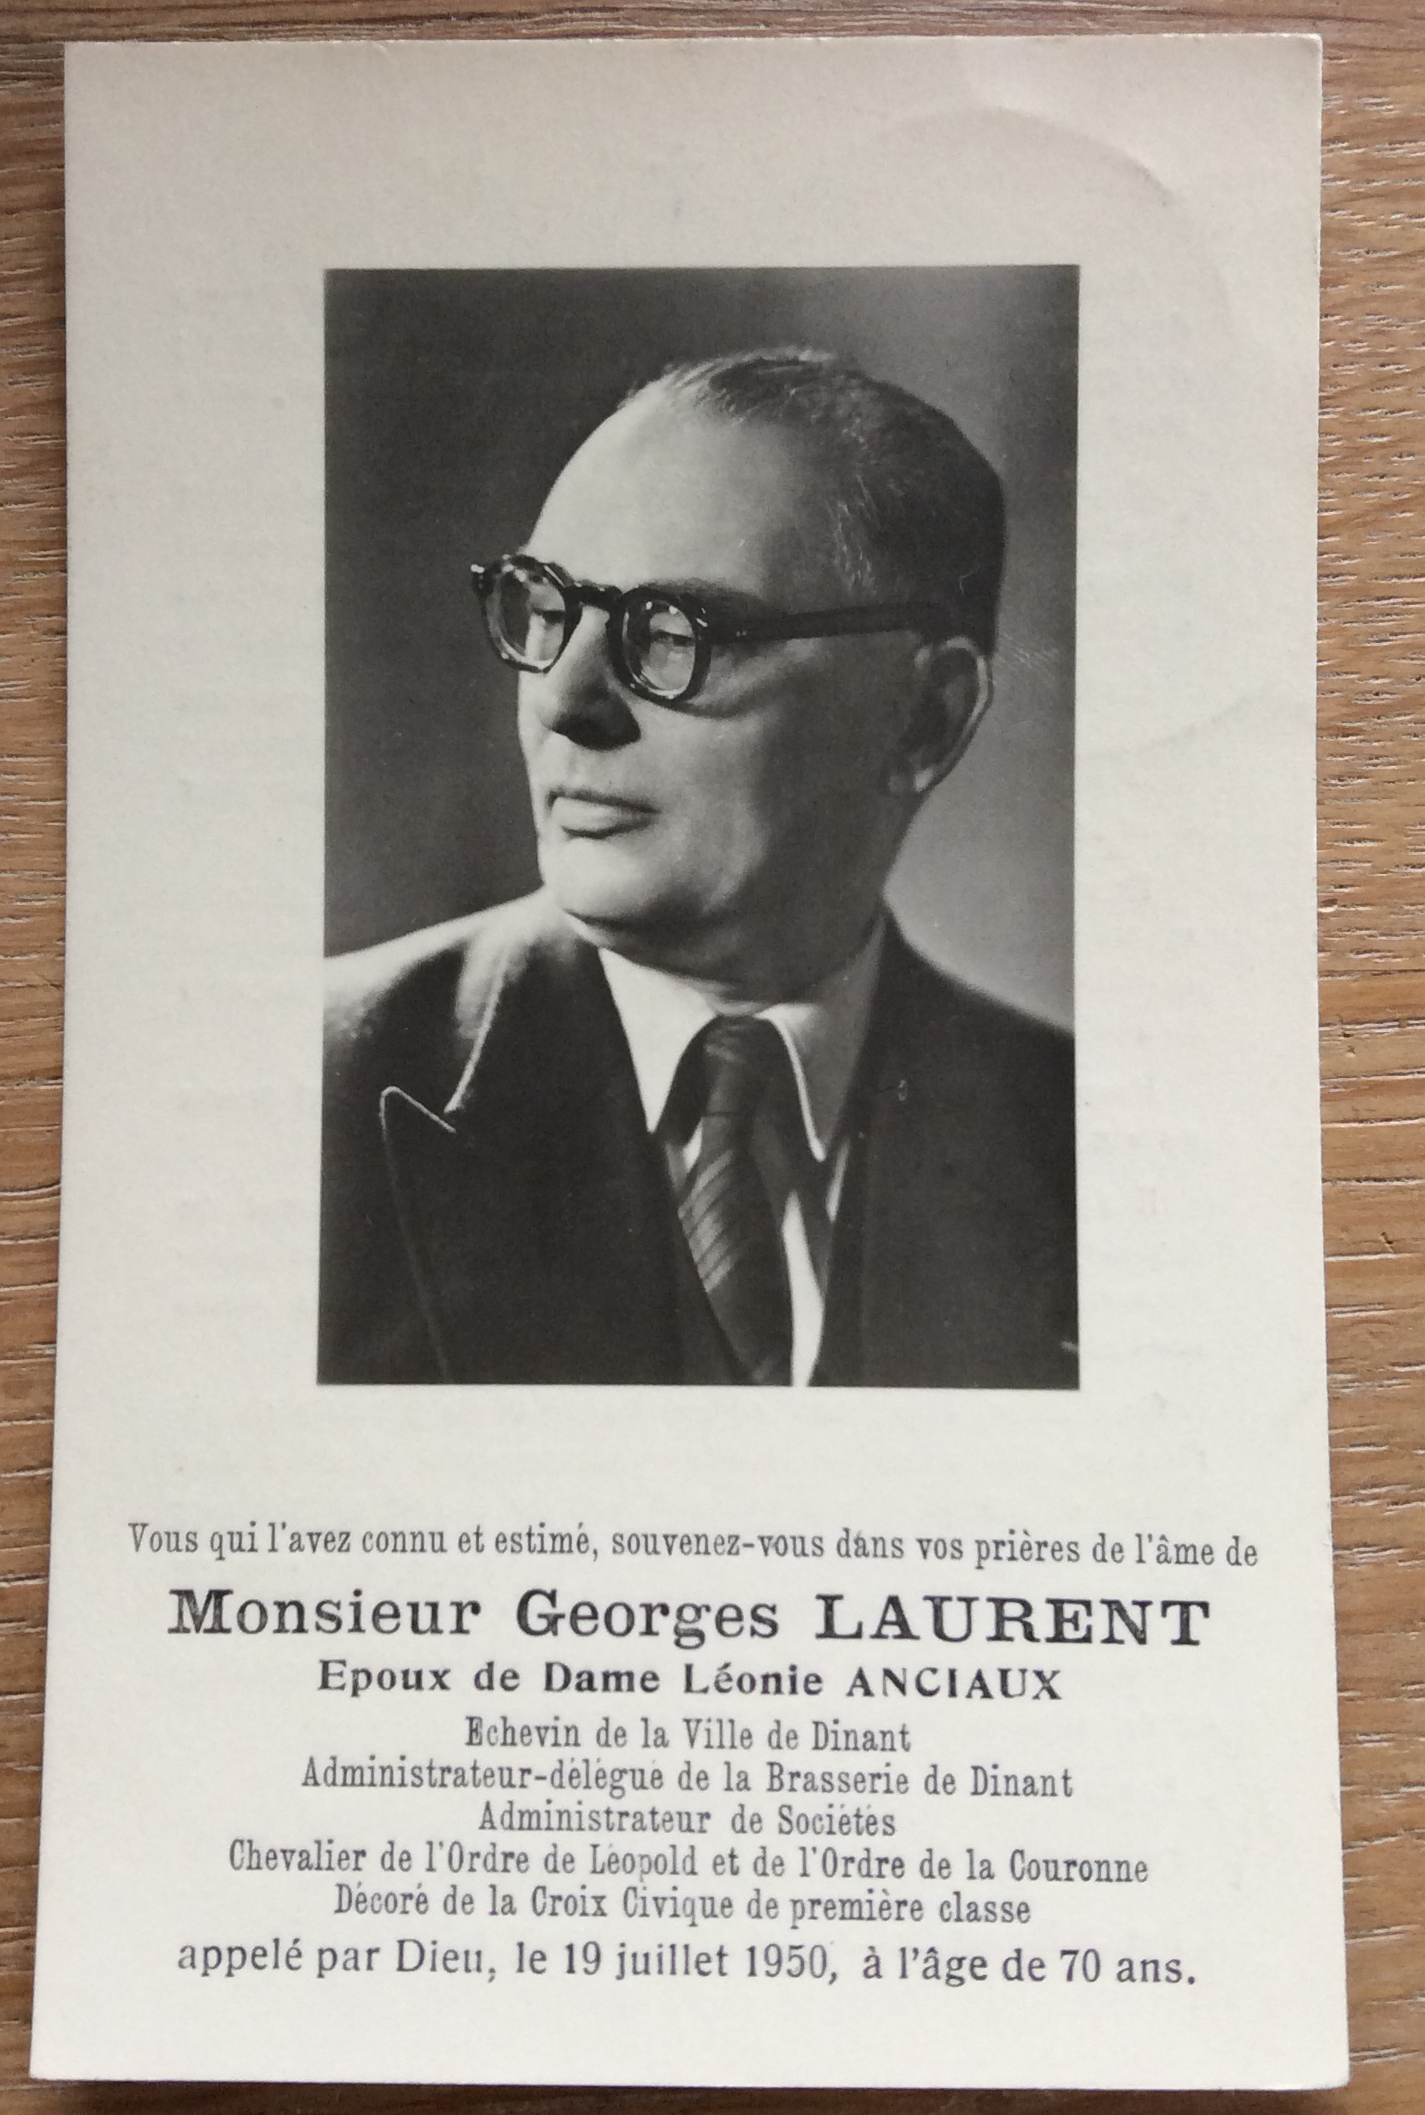 Vous qui l'avez connu et estimé, souvenez-vous dans vos prières de l'âme de
Monsieur Georges LAURENT
Epoux de Dame Léonie ANCIAUX
Echevin de la Ville de Dinant
Administrateur-délégué de la Brasserie de Dinant
Administrateur de Sociétés
Chevalier de l'Ordre de Léopold et de l'Ordre de la Couronne
Décoré de la Croix Civique de première classe
appelé par Dieu, le 19 juillet 1950, à l'âge de 70 ans.